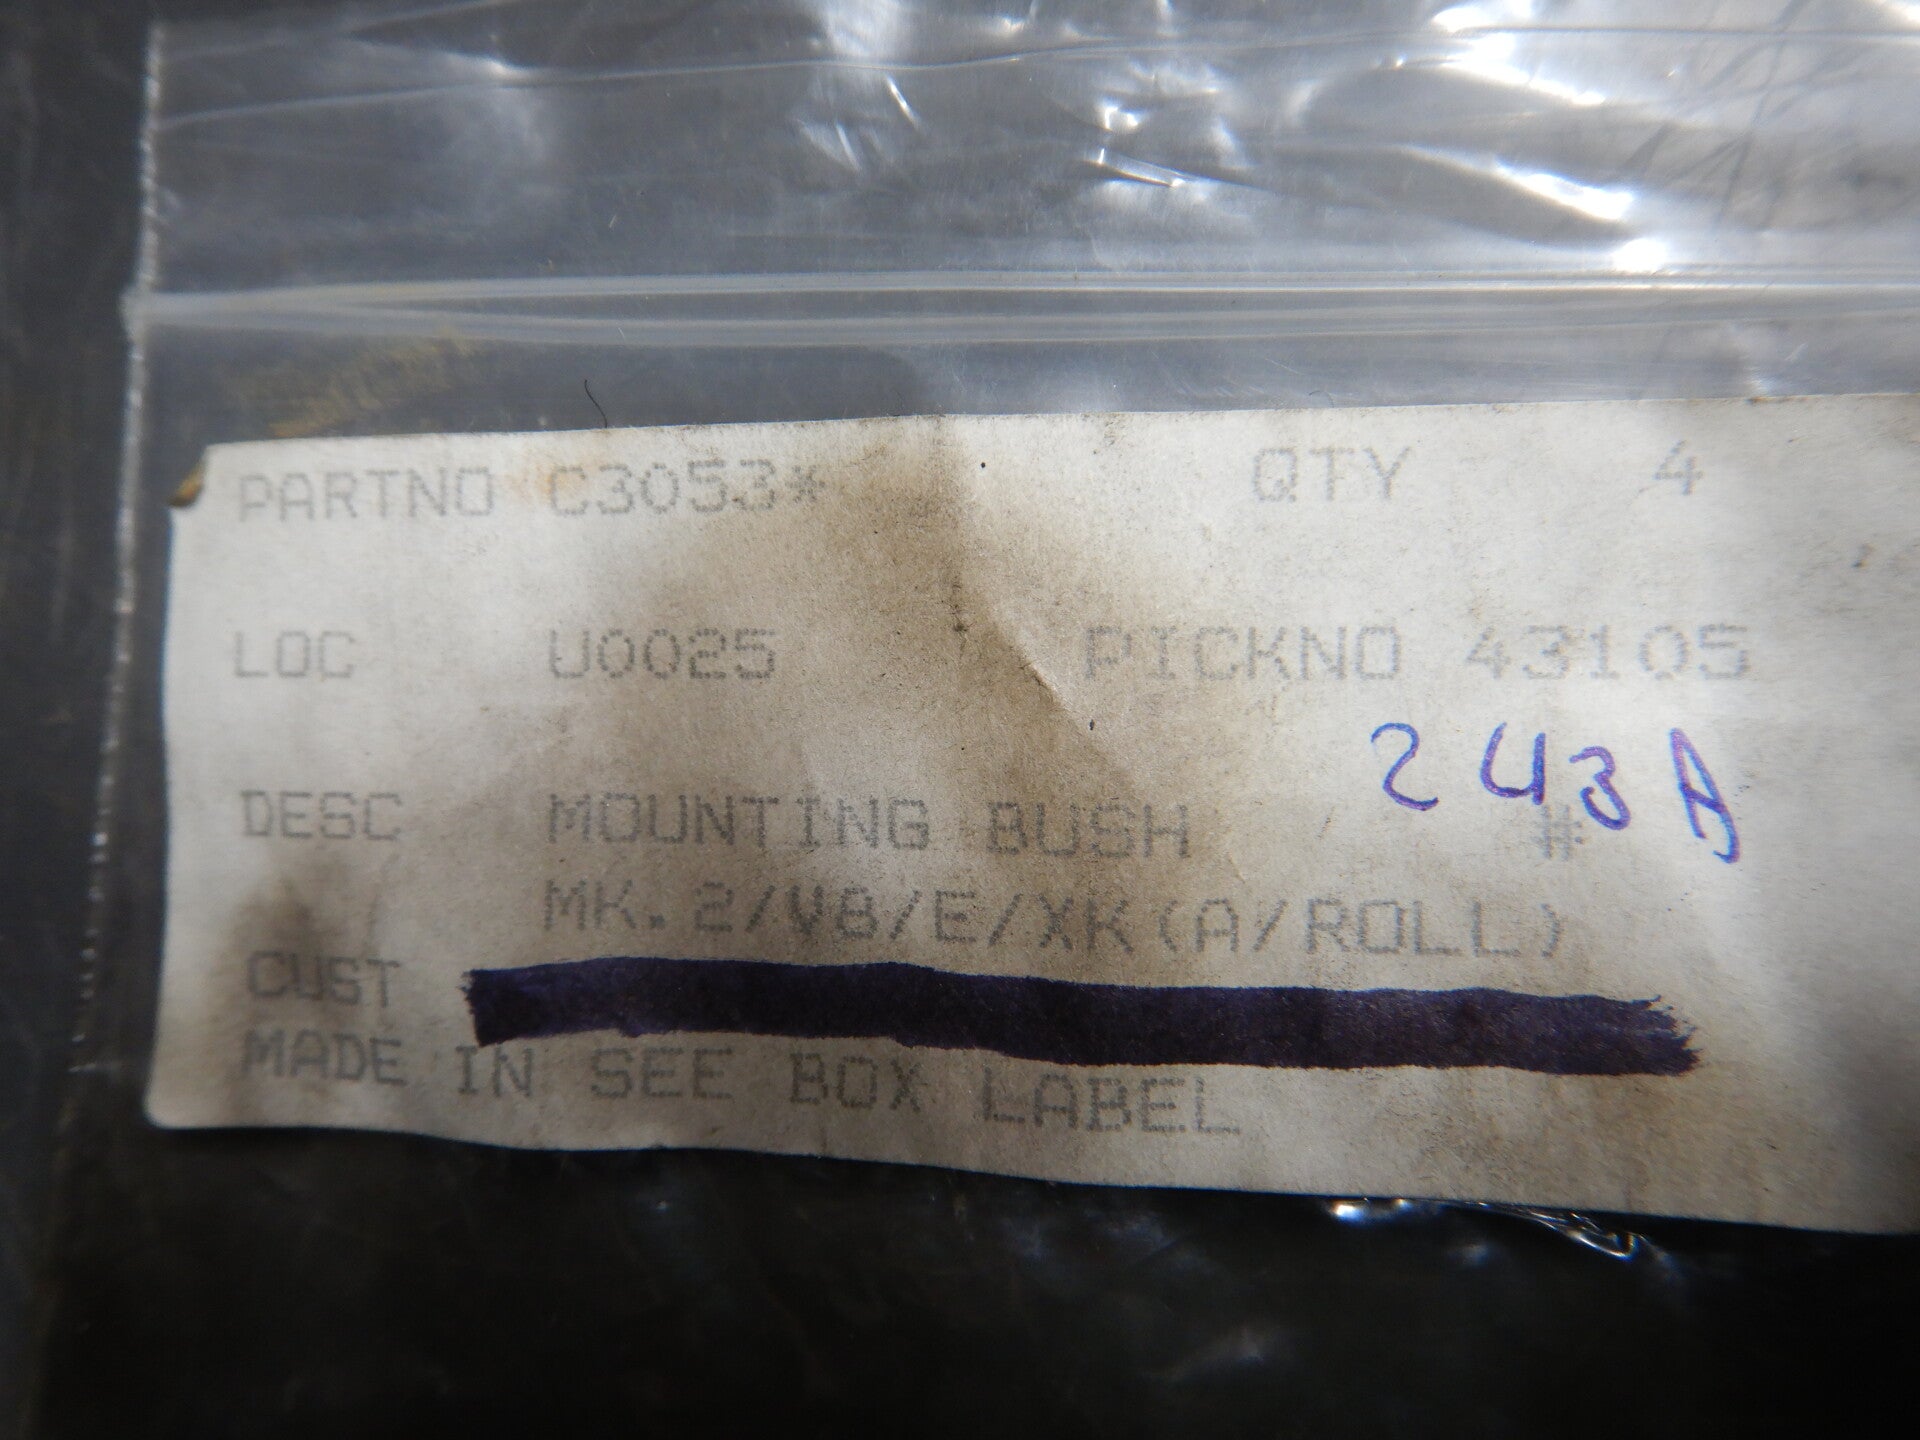 PARTNO C3053* QTY 4
LOC U0025 PICKNO 43105
243A
DESC MOUNTING BUSH #
MK.2/V8/E/XK(A/ROLL)
CUST
MADE IN SEE BOX LABEL